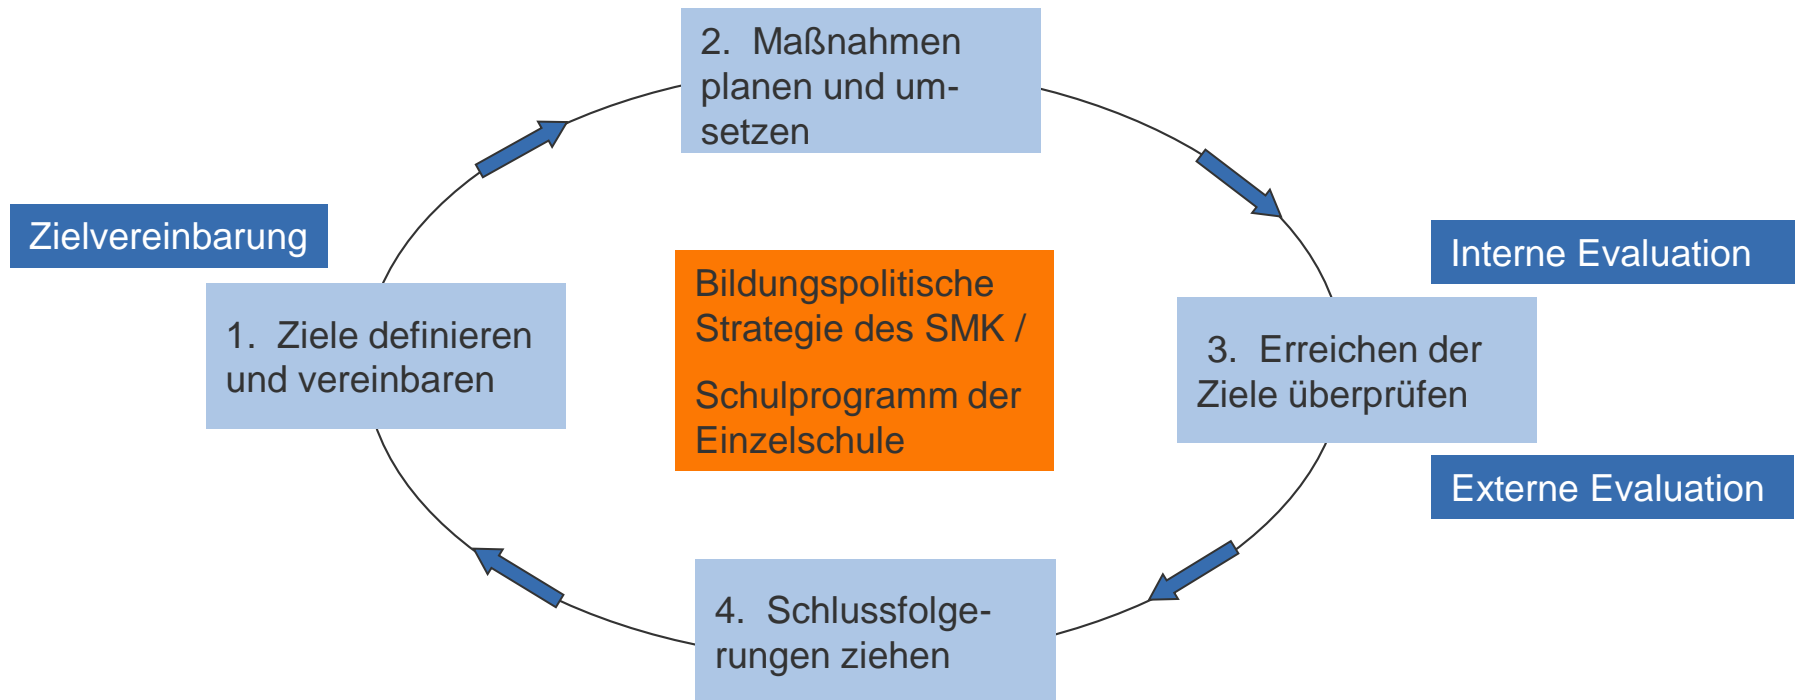 2. Maßnahmen
planen und um-
setzen
Zielvereinbarung
Interne Evaluation
1. Ziele definieren
und vereinbaren
Bildungspolitische
Strategie des SMK /
Schulprogramm der
Einzelschule
3. Erreichen der
Ziele überprüfen
Externe Evaluation
4. Schlussfolge-
rungen ziehen